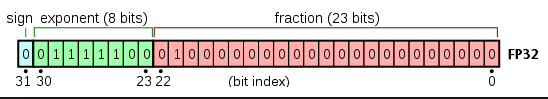 sign exponent (8 bits) fraction (23 bits)
0 0 1 1 1 1 1 0 0 0 1 0 0 0 0 0 0 0 0 0 0 0 0 0 0 0 0 0 0 0 0 0 FP32
31 30 23 22 (bit index) 0